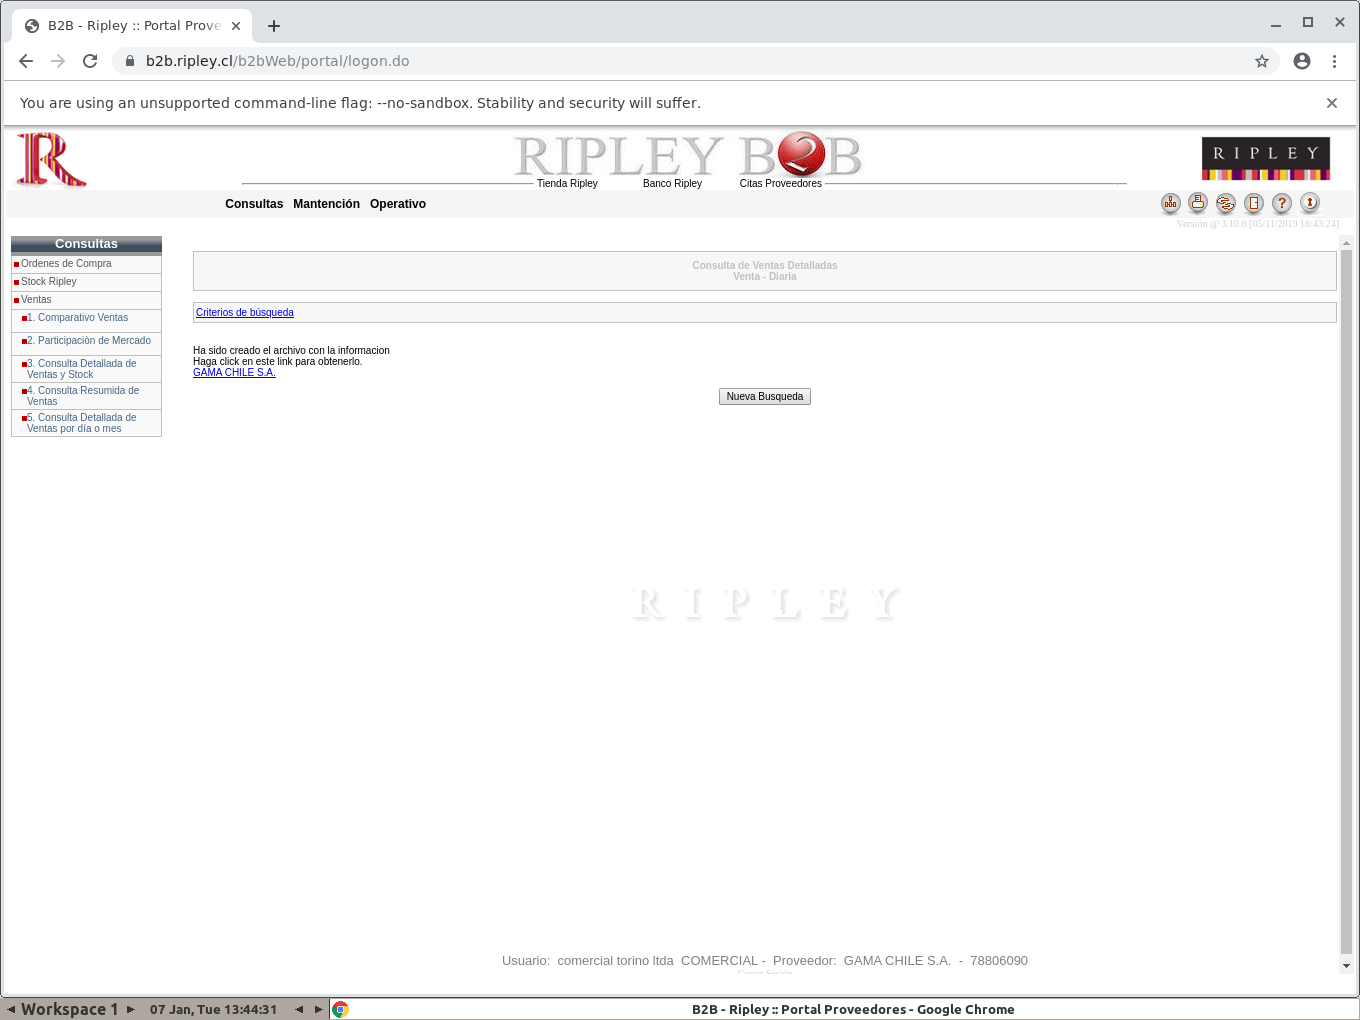 B2B - Ripley :: Portal Prove
b2b.ripley.cl/b2bWeb/portal/logon.do
You are using an unsupported command-line flag: --no-sandbox. Stability and security will suffer.
R
RIPLEY B2B
RIPLEY
Tienda Ripley Banco Ripley Citas Proveedores
Consultas Mantención Operativo
?
Versión @ 3.10.6 [05/11/2019 18:43:24]
Consultas
Ordenes de Compra
Stock Ripley
Ventas
1. Comparativo Ventas
2. Participaciòn de Mercado
3. Consulta Detallada de
Ventas y Stock
4. Consulta Resumida de
Ventas
5. Consulta Detallada de
Ventas por día o mes
Consulta de Ventas Detalladas
Venta - Diaria
Criterios de búsqueda
Ha sido creado el archivo con la informacion
Haga click en este link para obtenerlo.
GAMA CHILE S.A.
Nueva Busqueda
RIPLEY
Usuario: comercial torino ltda COMERCIAL - Proveedor: GAMA CHILE S.A. - 78806090
Cerrar Sesión
Workspace 1
07 Jan, Tue 13:44:31
B2B - Ripley :: Portal Proveedores - Google Chrome